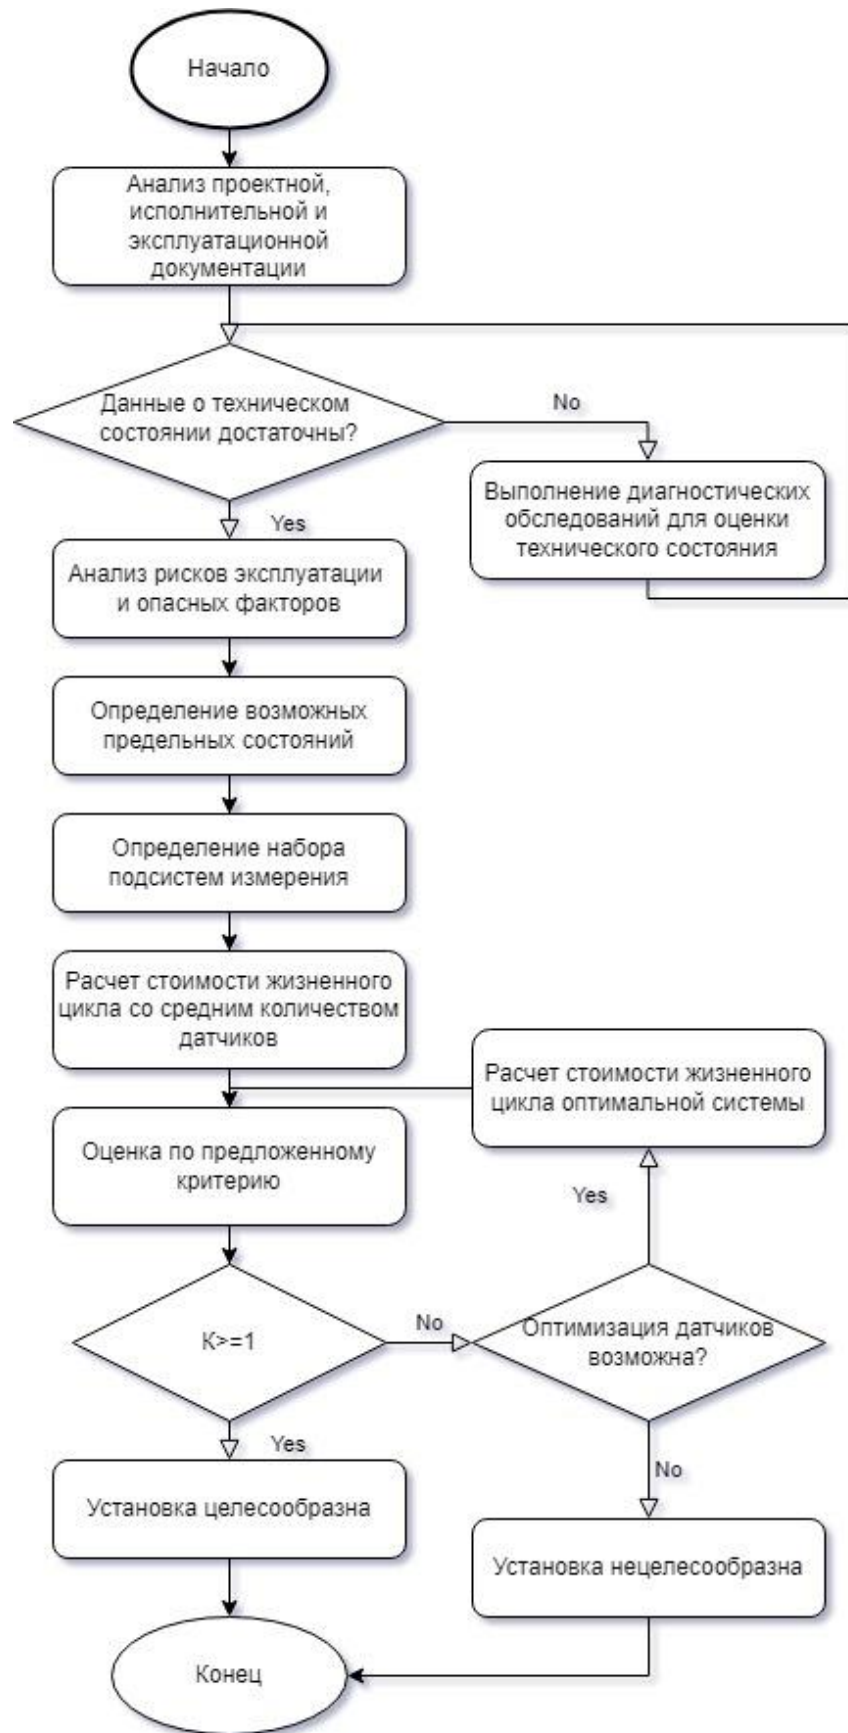 Начало
Анализ проектной,
исполнительной и
эксплуатационной
документации
Данные о техническом
состоянии достаточны?
No
Выполнение диагностических
обследований для оценки
технического состояния
Yes
Анализ рисков эксплуатации
и опасных факторов
Определение возможных
предельных состояний
Определение набора
подсистем измерения
Расчет стоимости жизненного
цикла со средним количеством
датчиков
Расчет стоимости жизненного
цикла оптимальной системы
Оценка по предложенному
критерию
Yes
K>=1
No
Оптимизация датчиков
возможна?
Yes
No
Установка целесообразна
Установка нецелесообразна
Конец